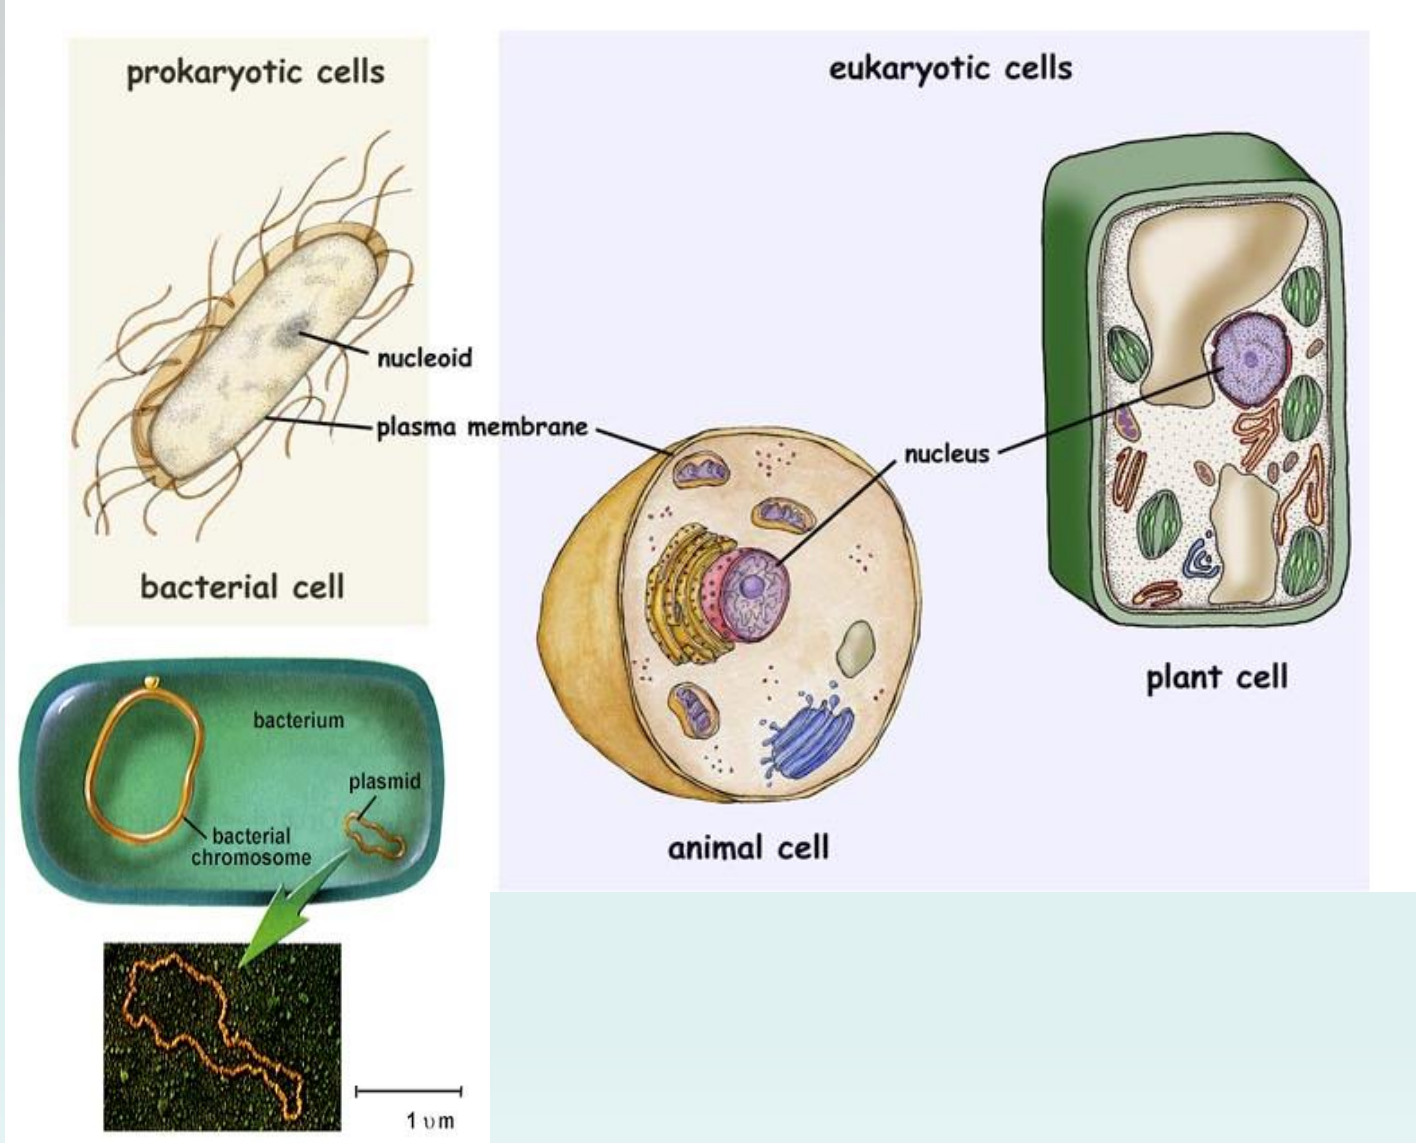 prokaryotic cells
eukaryotic cells
nucleoid
plasma membrane
nucleus
bacterial cell
plant cell
animal cell
bacterium
plasmid
bacterial
chromosome
1 υm